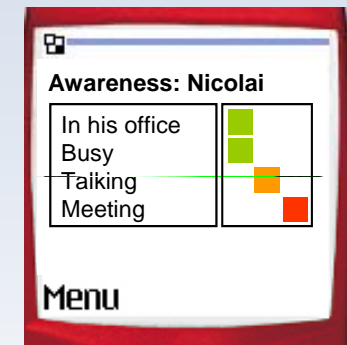 Awareness: Nicolai
In his office
Busy
Talking
Meeting
Menu